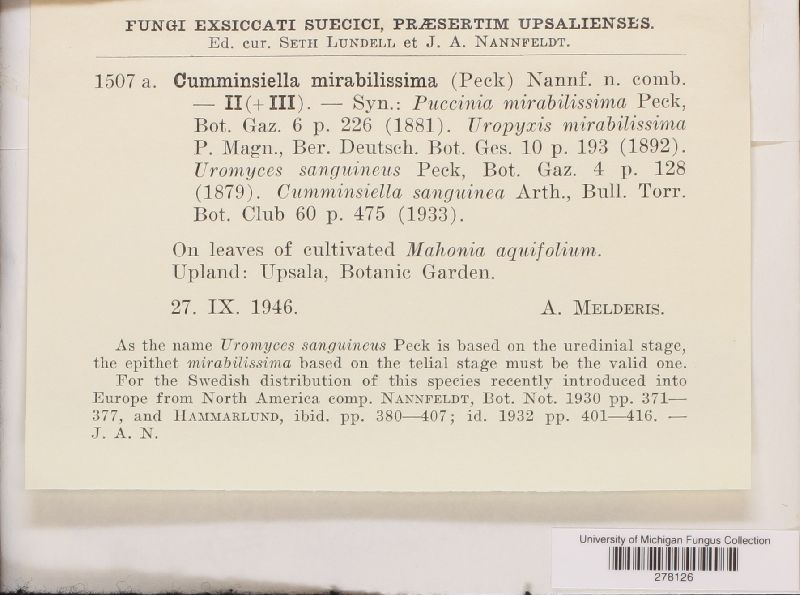 FUNGI EXSICCATI SUECICI, PRÆSERTIM UPSALIENSES.
Ed. cur. SETH LUNDELL et J. A. NANNFELDT.
1507 a. Cumminsiella mirabilissima (Peck) Nannf. n. comb.
— II (+ III). — Syn.: Puccinia mirabilissima Peck,
Bot. Gaz. 6 p. 226 (1881). Uropyxis mirabilissima
P. Magn., Ber. Deutsch. Bot. Ges. 10 p. 193 (1892).
Uromyces sanguineus Peck, Bot. Gaz. 4 p. 128
(1879). Cumminsiella sanguinea Arth., Bull. Torr.
Bot. Club 60 p. 475 (1933).
On leaves of cultivated Mahonia aquifolium.
Upland: Upsala, Botanic Garden.
27. IX. 1946. A. MELDERIS.
As the name Uromyces sanguineus Peck is based on the uredinial stage,
the epithet mirabilissima based on the telial stage must be the valid one.
For the Swedish distribution of this species recently introduced into
Europe from North America comp. NANNFELDT, Bot. Not. 1930 pp. 371—
377, and HAMMARLUND, ibid. pp. 380—407; id. 1932 pp. 401—416. —
J. A. N.
University of Michigan Fungus Collection
278126